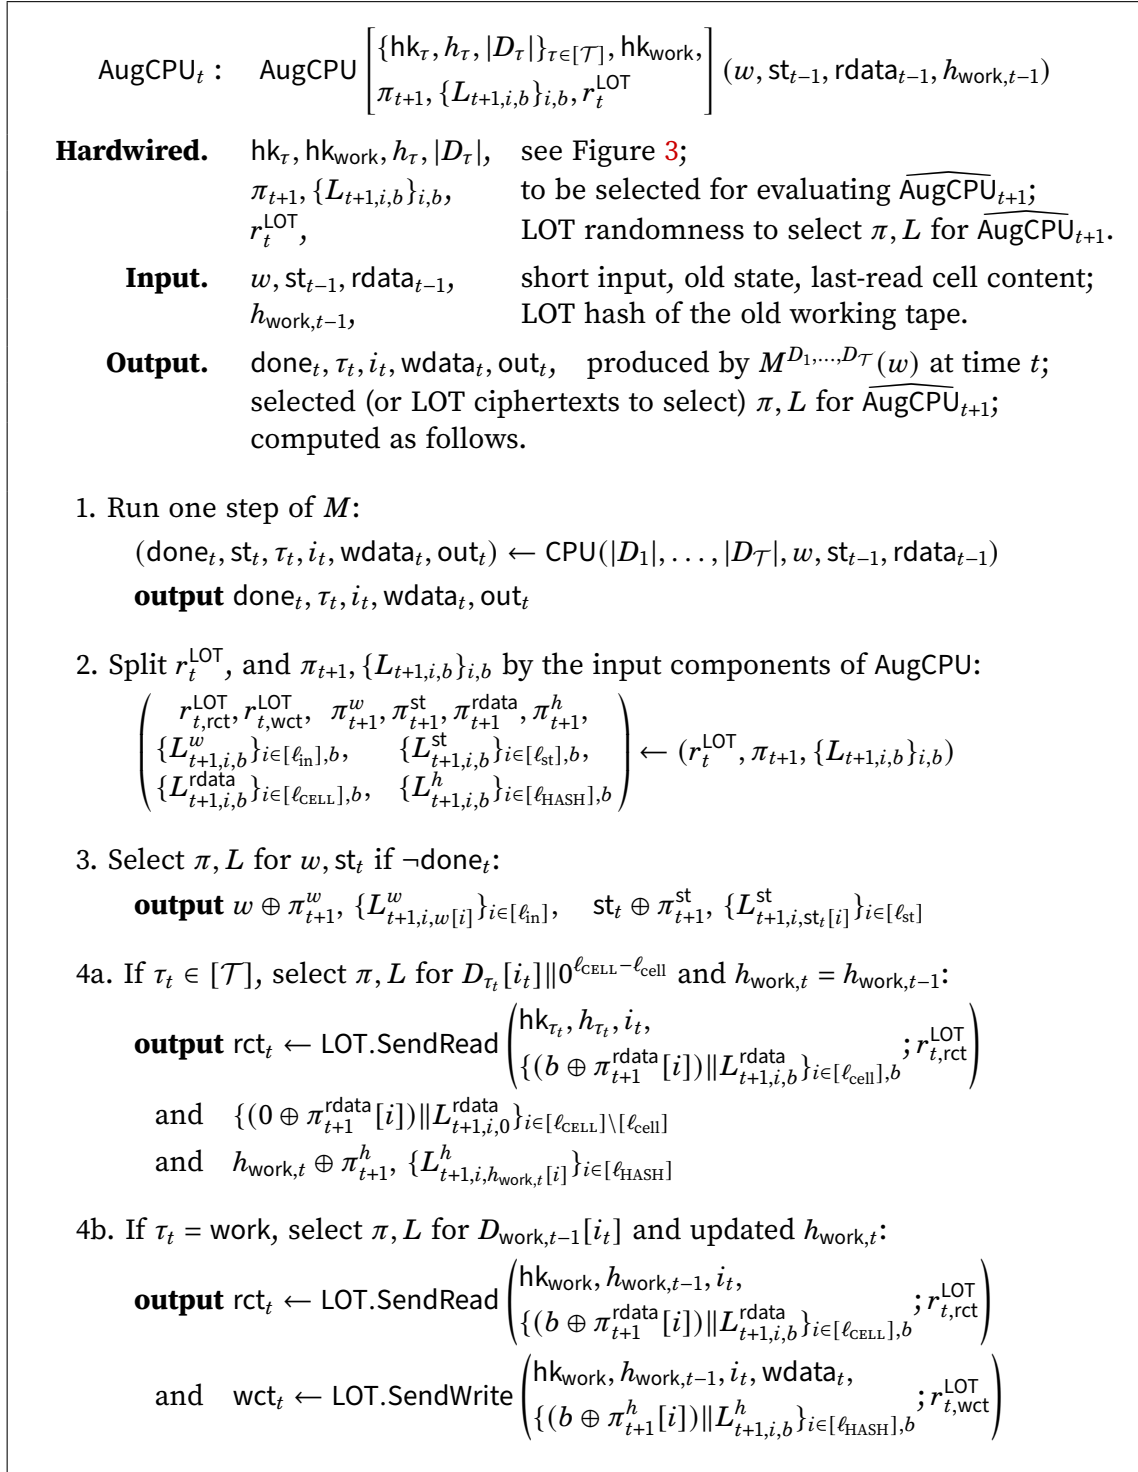 AugCPU_t : AugCPU [ {hk_τ, h_τ, |D_τ|}_{τ∈[𝒯]}, hk_work,
π_{t+1}, {L_{t+1,i,b}}_{i,b}, r_t^LOT ] (w, st_{t−1}, rdata_{t−1}, h_{work,t−1})
Hardwired. hk_τ, hk_work, h_τ, |D_τ|, see Figure 3;
π_{t+1}, {L_{t+1,i,b}}_{i,b}, to be selected for evaluating \widehat{AugCPU}_{t+1};
r_t^LOT, LOT randomness to select π, L for \widehat{AugCPU}_{t+1}.
Input. w, st_{t−1}, rdata_{t−1}, short input, old state, last-read cell content;
h_{work,t−1}, LOT hash of the old working tape.
Output. done_t, τ_t, i_t, wdata_t, out_t, produced by M^{D_1,…,D_𝒯}(w) at time t;
selected (or LOT ciphertexts to select) π, L for \widehat{AugCPU}_{t+1};
computed as follows.
1. Run one step of M:
(done_t, st_t, τ_t, i_t, wdata_t, out_t) ← CPU(|D_1|, . . . , |D_𝒯|, w, st_{t−1}, rdata_{t−1})
output done_t, τ_t, i_t, wdata_t, out_t
2. Split r_t^LOT, and π_{t+1}, {L_{t+1,i,b}}_{i,b} by the input components of AugCPU:
( r_{t,rct}^LOT, r_{t,wct}^LOT, π_{t+1}^w, π_{t+1}^st, π_{t+1}^rdata, π_{t+1}^h,
{L_{t+1,i,b}^w}_{i∈[ℓ_in],b}, {L_{t+1,i,b}^st}_{i∈[ℓ_st],b},
{L_{t+1,i,b}^rdata}_{i∈[ℓ_CELL],b}, {L_{t+1,i,b}^h}_{i∈[ℓ_HASH],b} ) ← (r_t^LOT, π_{t+1}, {L_{t+1,i,b}}_{i,b})
3. Select π, L for w, st_t if ¬done_t:
output w ⊕ π_{t+1}^w, {L_{t+1,i,w[i]}^w}_{i∈[ℓ_in]}, st_t ⊕ π_{t+1}^st, {L_{t+1,i,st_t[i]}^st}_{i∈[ℓ_st]}
4a. If τ_t ∈ [𝒯], select π, L for D_{τ_t}[i_t]‖0^{ℓ_CELL−ℓ_cell} and h_{work,t} = h_{work,t−1}:
output rct_t ← LOT.SendRead ( hk_{τ_t}, h_{τ_t}, i_t,
{(b ⊕ π_{t+1}^rdata[i])‖L_{t+1,i,b}^rdata}_{i∈[ℓ_cell],b} ; r_{t,rct}^LOT )
and {(0 ⊕ π_{t+1}^rdata[i])‖L_{t+1,i,0}^rdata}_{i∈[ℓ_CELL]\[ℓ_cell]}
and h_{work,t} ⊕ π_{t+1}^h, {L_{t+1,i,h_{work,t}[i]}^h}_{i∈[ℓ_HASH]}
4b. If τ_t = work, select π, L for D_{work,t−1}[i_t] and updated h_{work,t}:
output rct_t ← LOT.SendRead ( hk_work, h_{work,t−1}, i_t,
{(b ⊕ π_{t+1}^rdata[i])‖L_{t+1,i,b}^rdata}_{i∈[ℓ_CELL],b} ; r_{t,rct}^LOT )
and wct_t ← LOT.SendWrite ( hk_work, h_{work,t−1}, i_t, wdata_t,
{(b ⊕ π_{t+1}^h[i])‖L_{t+1,i,b}^h}_{i∈[ℓ_HASH],b} ; r_{t,wct}^LOT )